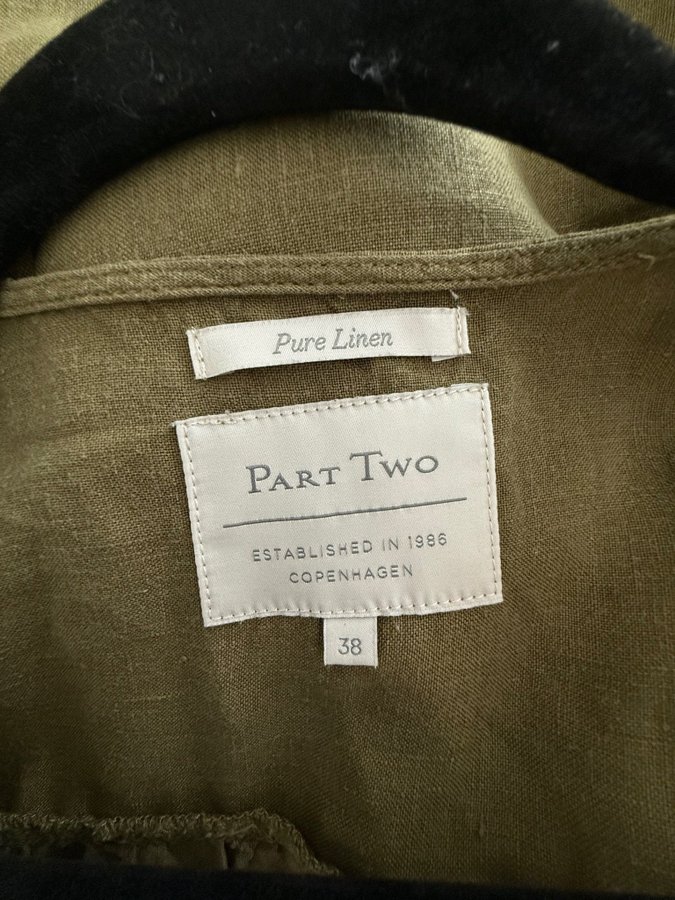 Pure Linen
PART TWO
ESTABLISHED IN 1986
COPENHAGEN
38